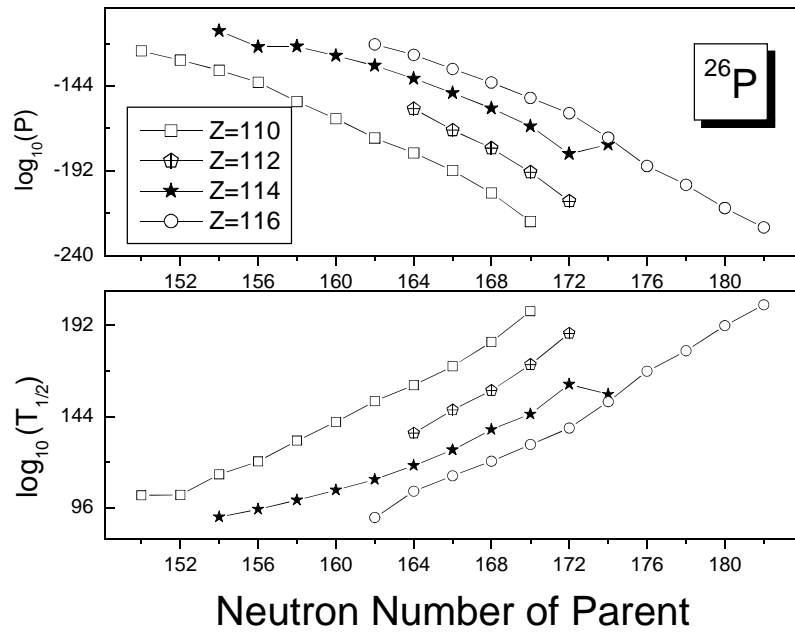 -144
-192
-240
log₁₀(P)
²⁶P
Z=110
Z=112
Z=114
Z=116
152 156 160 164 168 172 176 180
192
144
96
log₁₀(T₁/₂)
152 156 160 164 168 172 176 180
Neutron Number of Parent